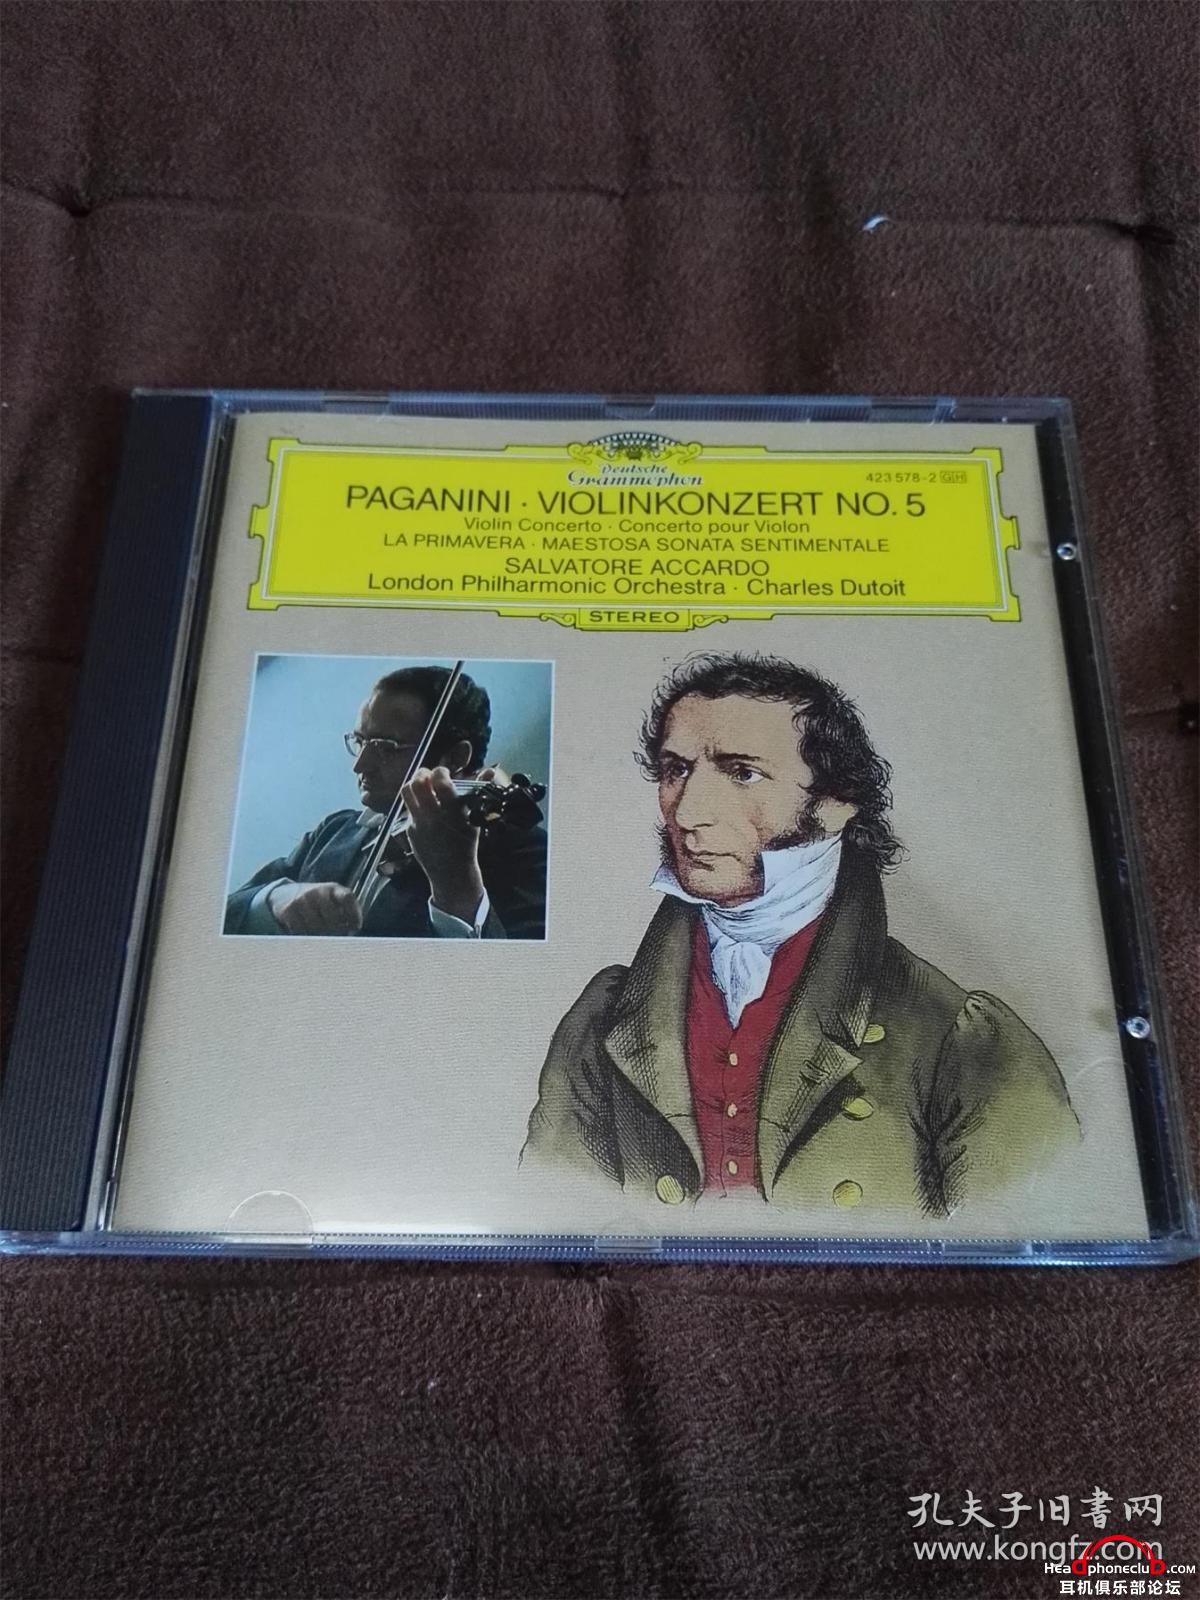 Deutsche
Grammophon
423 578-2 GH
PAGANINI · VIOLINKONZERT NO. 5
Violin Concerto · Concerto pour Violon
LA PRIMAVERA · MAESTOSA SONATA SENTIMENTALE
SALVATORE ACCARDO
London Philharmonic Orchestra · Charles Dutoit
STEREO
孔夫子旧书网
www.kongfz.com
Headphoneclub.com
耳机俱乐部论坛